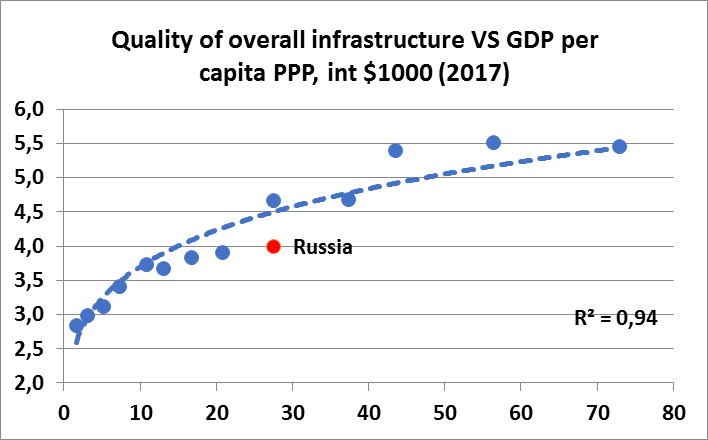 Quality of overall infrastructure VS GDP per
capita PPP, int $1000 (2017)
6,0
5,5
5,0
4,5
4,0
3,5
3,0
2,5
2,0
Russia
R² = 0,94
0 10 20 30 40 50 60 70 80